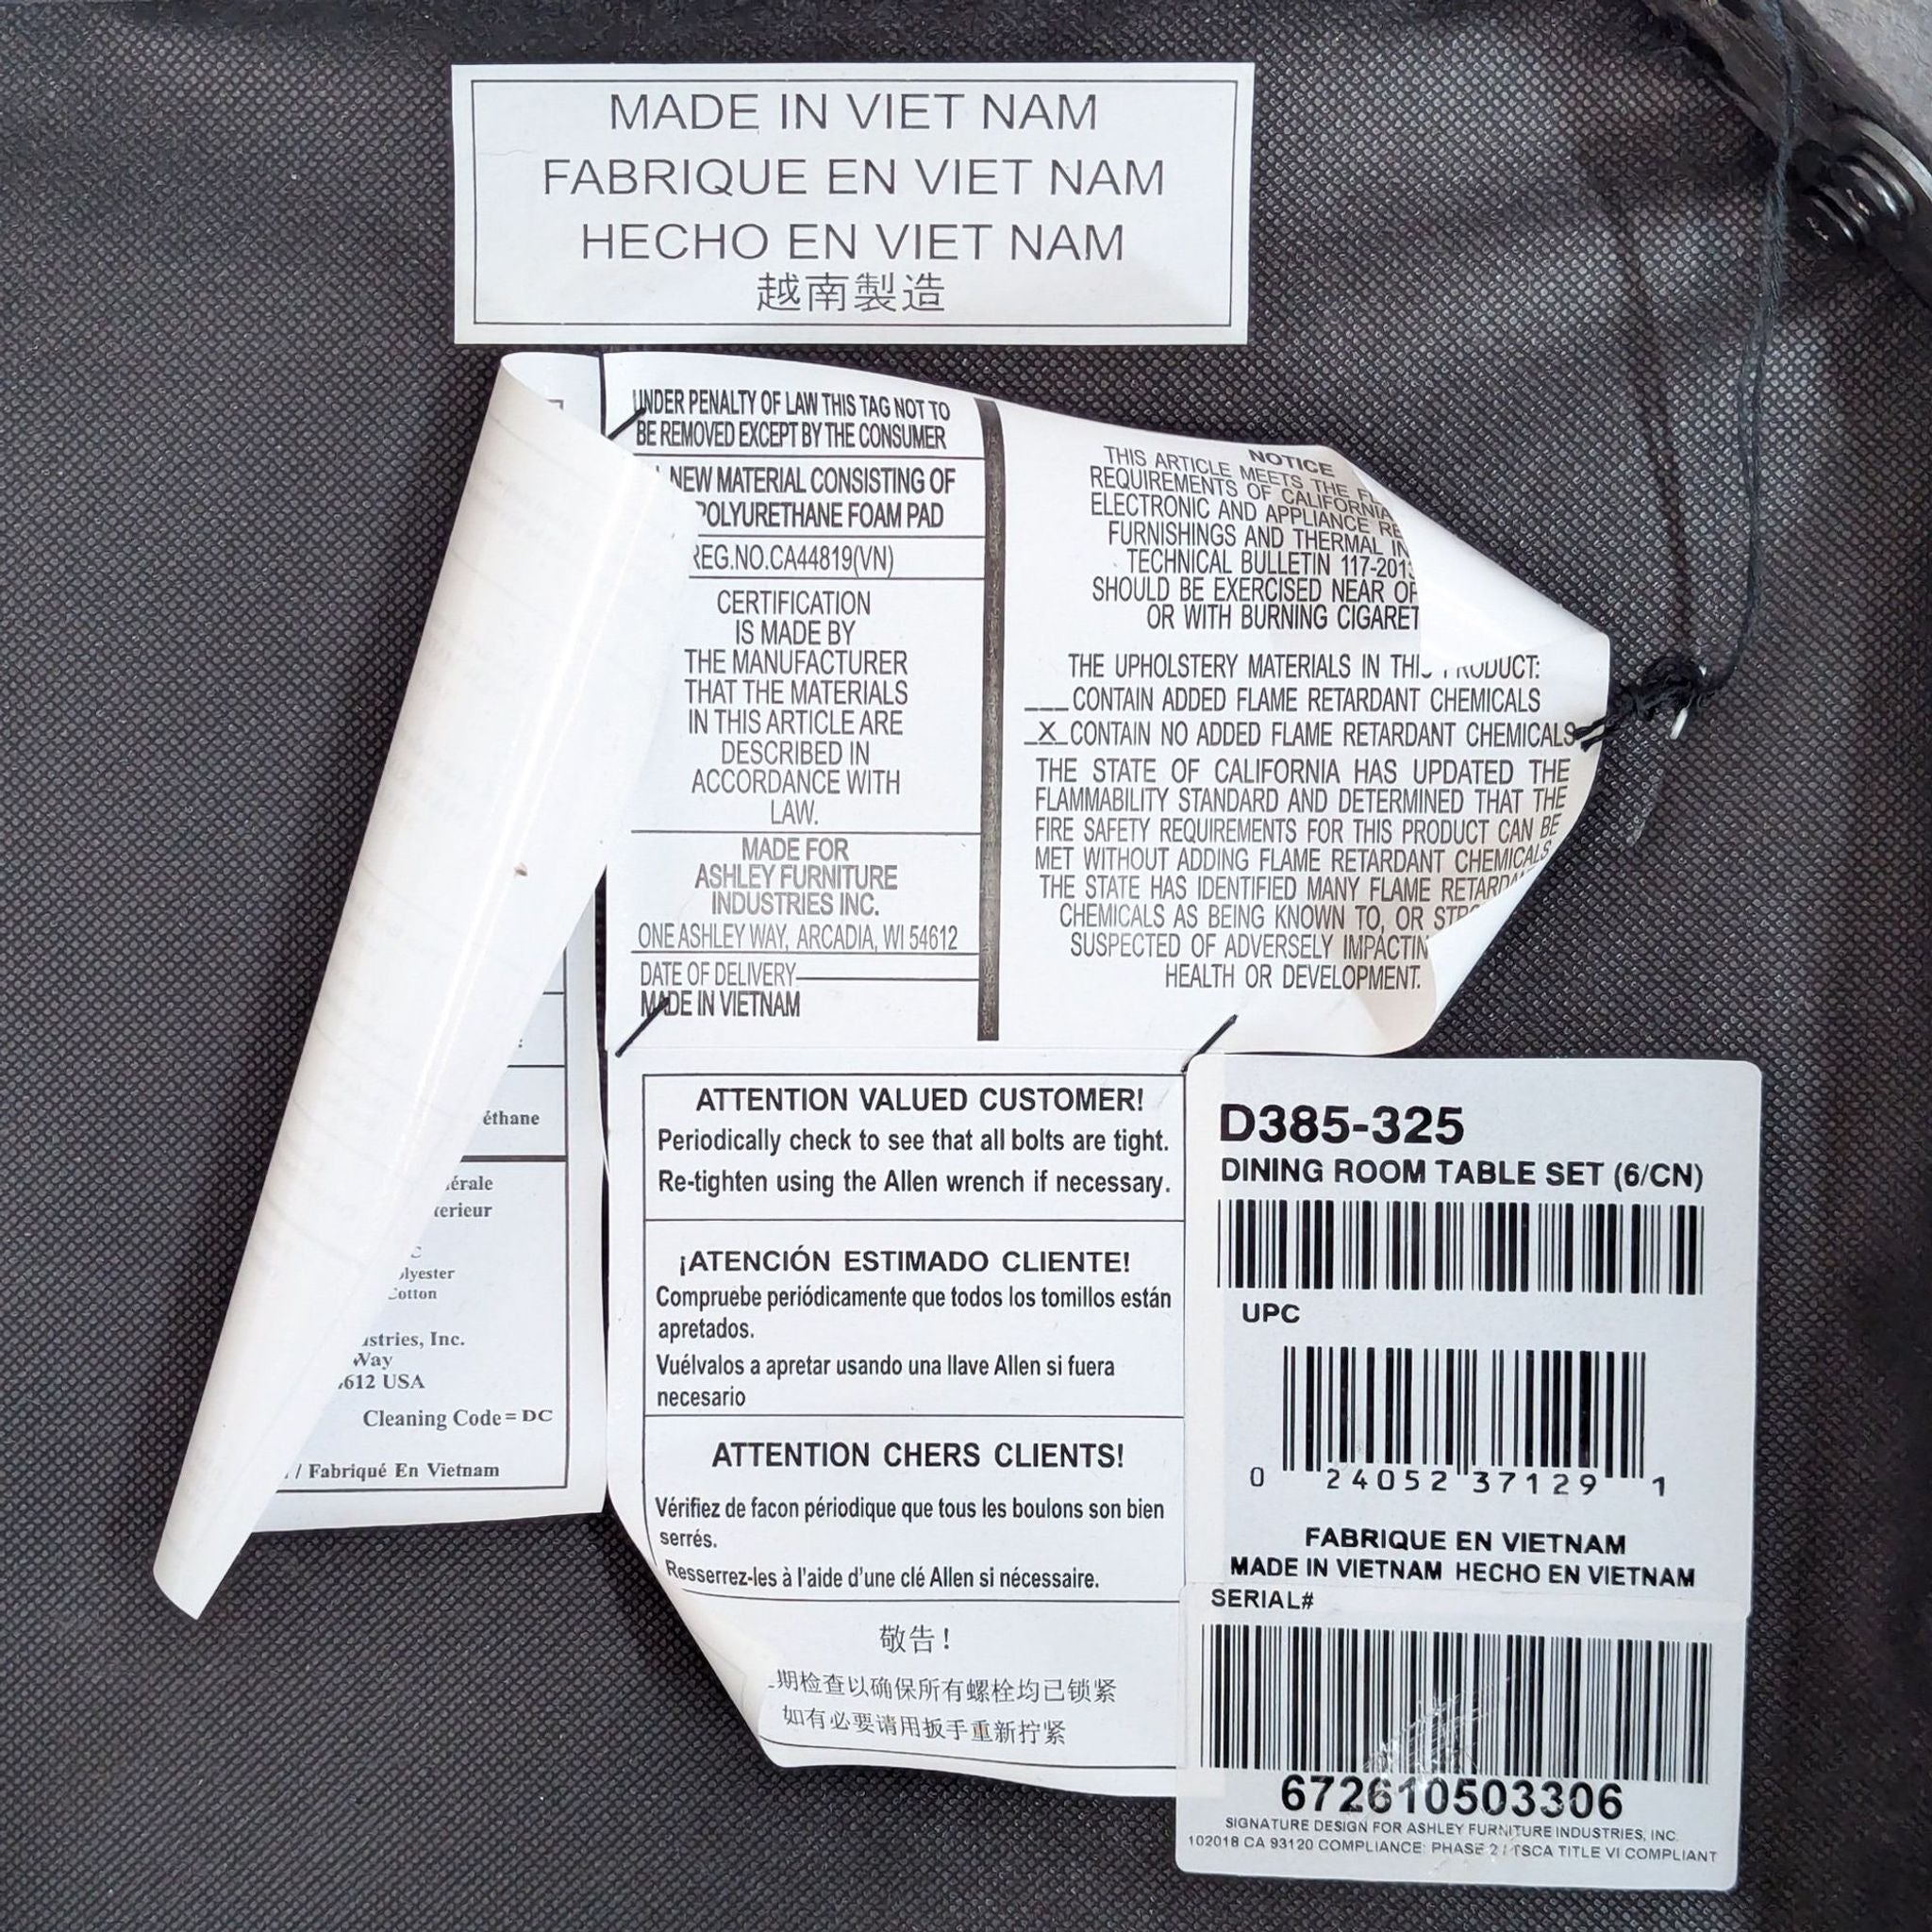 MADE IN VIET NAM
FABRIQUE EN VIET NAM
HECHO EN VIET NAM
越南製造
UNDER PENALTY OF LAW THIS TAG NOT TO
BE REMOVED EXCEPT BY THE CONSUMER
NEW MATERIAL CONSISTING OF
POLYURETHANE FOAM PAD
REG.NO.CA44819(VN)
CERTIFICATION
IS MADE BY
THE MANUFACTURER
THAT THE MATERIALS
IN THIS ARTICLE ARE
DESCRIBED IN
ACCORDANCE WITH
LAW.
MADE FOR
ASHLEY FURNITURE
INDUSTRIES INC.
ONE ASHLEY WAY, ARCADIA, WI 54612
DATE OF DELIVERY
MADE IN VIETNAM
NOTICE
THIS ARTICLE MEETS THE
REQUIREMENTS OF CALIFORNIA
ELECTRONIC AND APPLIANCE
FURNISHINGS AND THERMAL
TECHNICAL BULLETIN 117-2013
SHOULD BE EXERCISED NEAR
OR WITH BURNING
THE UPHOLSTERY MATERIALS IN THIS PRODUCT:
___CONTAIN ADDED FLAME RETARDANT CHEMICALS
_X_CONTAIN NO ADDED FLAME RETARDANT CHEMICALS
THE STATE OF CALIFORNIA HAS UPDATED THE
FLAMMABILITY STANDARD AND DETERMINED THAT THE
FIRE SAFETY REQUIREMENTS FOR THIS PRODUCT CAN BE
MET WITHOUT ADDING FLAME RETARDANT CHEMICALS
THE STATE HAS IDENTIFIED MANY FLAME RETARDANT
CHEMICALS AS BEING KNOWN TO, OR
SUSPECTED OF ADVERSELY
HEALTH OR DEVELOPMENT.
éthane
érale
terieur
lyester
Cotton
ustries, Inc.
Way
612 USA
Cleaning Code = DC
/ Fabriqué En Vietnam
ATTENTION VALUED CUSTOMER!
Periodically check to see that all bolts are tight.
Re-tighten using the Allen wrench if necessary.
¡ATENCIÓN ESTIMADO CLIENTE!
Compruebe periódicamente que todos los tomillos están
apretados.
Vuélvalos a apretar usando una llave Allen si fuera
necesario
ATTENTION CHERS CLIENTS!
Vérifiez de facon périodique que tous les boulons son bien
serrés.
Resserrez-les à l'aide d'une clé Allen si nécessaire.
敬告！
期检查以确保所有螺栓均已锁紧
如有必要请用扳手重新拧紧
D385-325
DINING ROOM TABLE SET (6/CN)
UPC
0 24052 37129 1
FABRIQUE EN VIETNAM
MADE IN VIETNAM HECHO EN VIETNAM
SERIAL#
672610503306
SIGNATURE DESIGN FOR ASHLEY FURNITURE INDUSTRIES, INC.
102018 CA 93120 COMPLIANCE: PHASE 2 / TSCA TITLE VI COMPLIANT